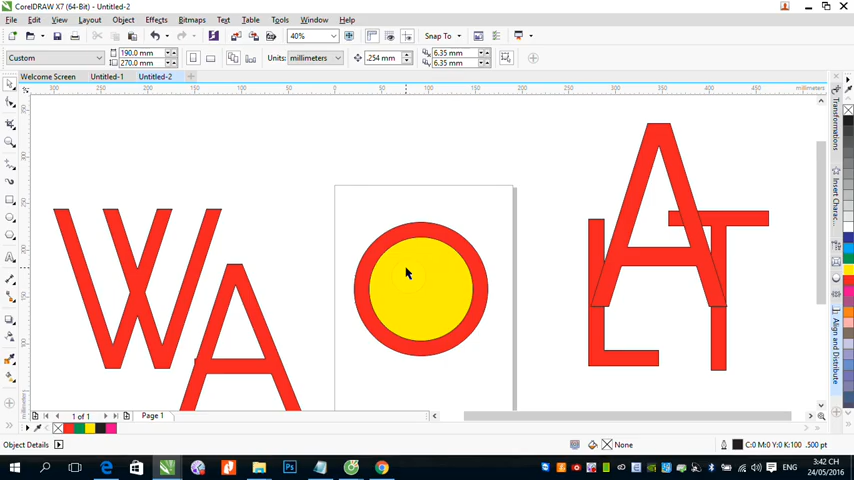 CorelDRAW X7 (64-Bit) - Untitled-2
File Edit View Layout Object Effects Bitmaps Text Table Tools Window Help
40% Snap To
Custom 190.0 mm 270.0 mm Units: millimeters .254 mm 6.35 mm 6.35 mm
Welcome Screen Untitled-1 Untitled-2
300 250 200 150 100 50 0 50 100 150 200 250 300 350 400 450 millimeters
W A O L A T
Transformations
Insert Charac...
Align and Distribute
1 of 1 Page 1
Object Details None C:0 M:0 Y:0 K:100 .500 pt
ENG 3:42 CH
24/05/2016